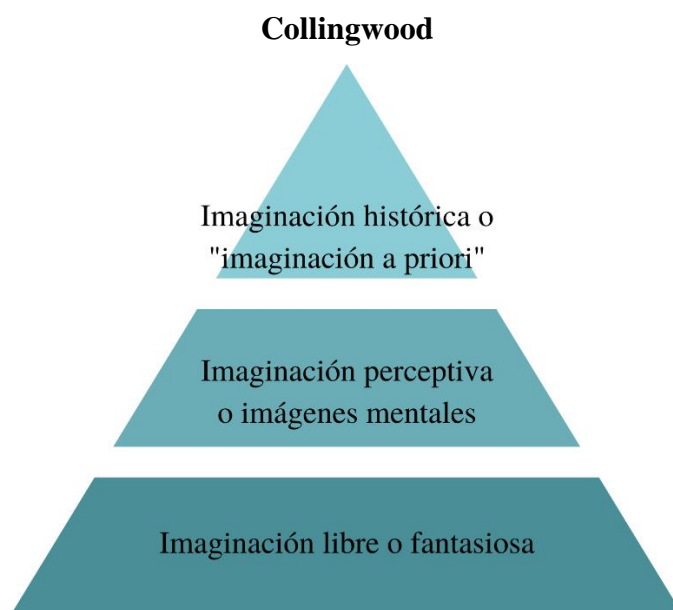 Collingwood
Imaginación histórica o
"imaginación a priori"
Imaginación perceptiva
o imágenes mentales
Imaginación libre o fantasiosa